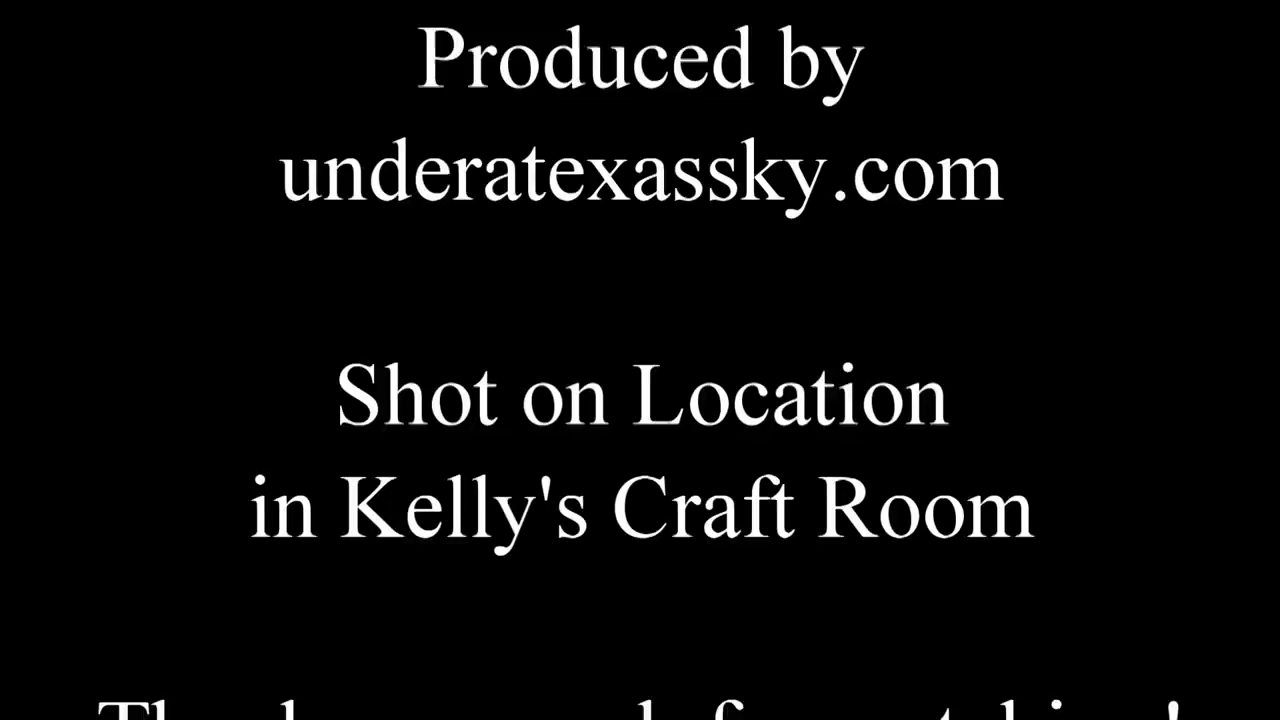 Produced by
underatexassky.com
Shot on Location
in Kelly's Craft Room